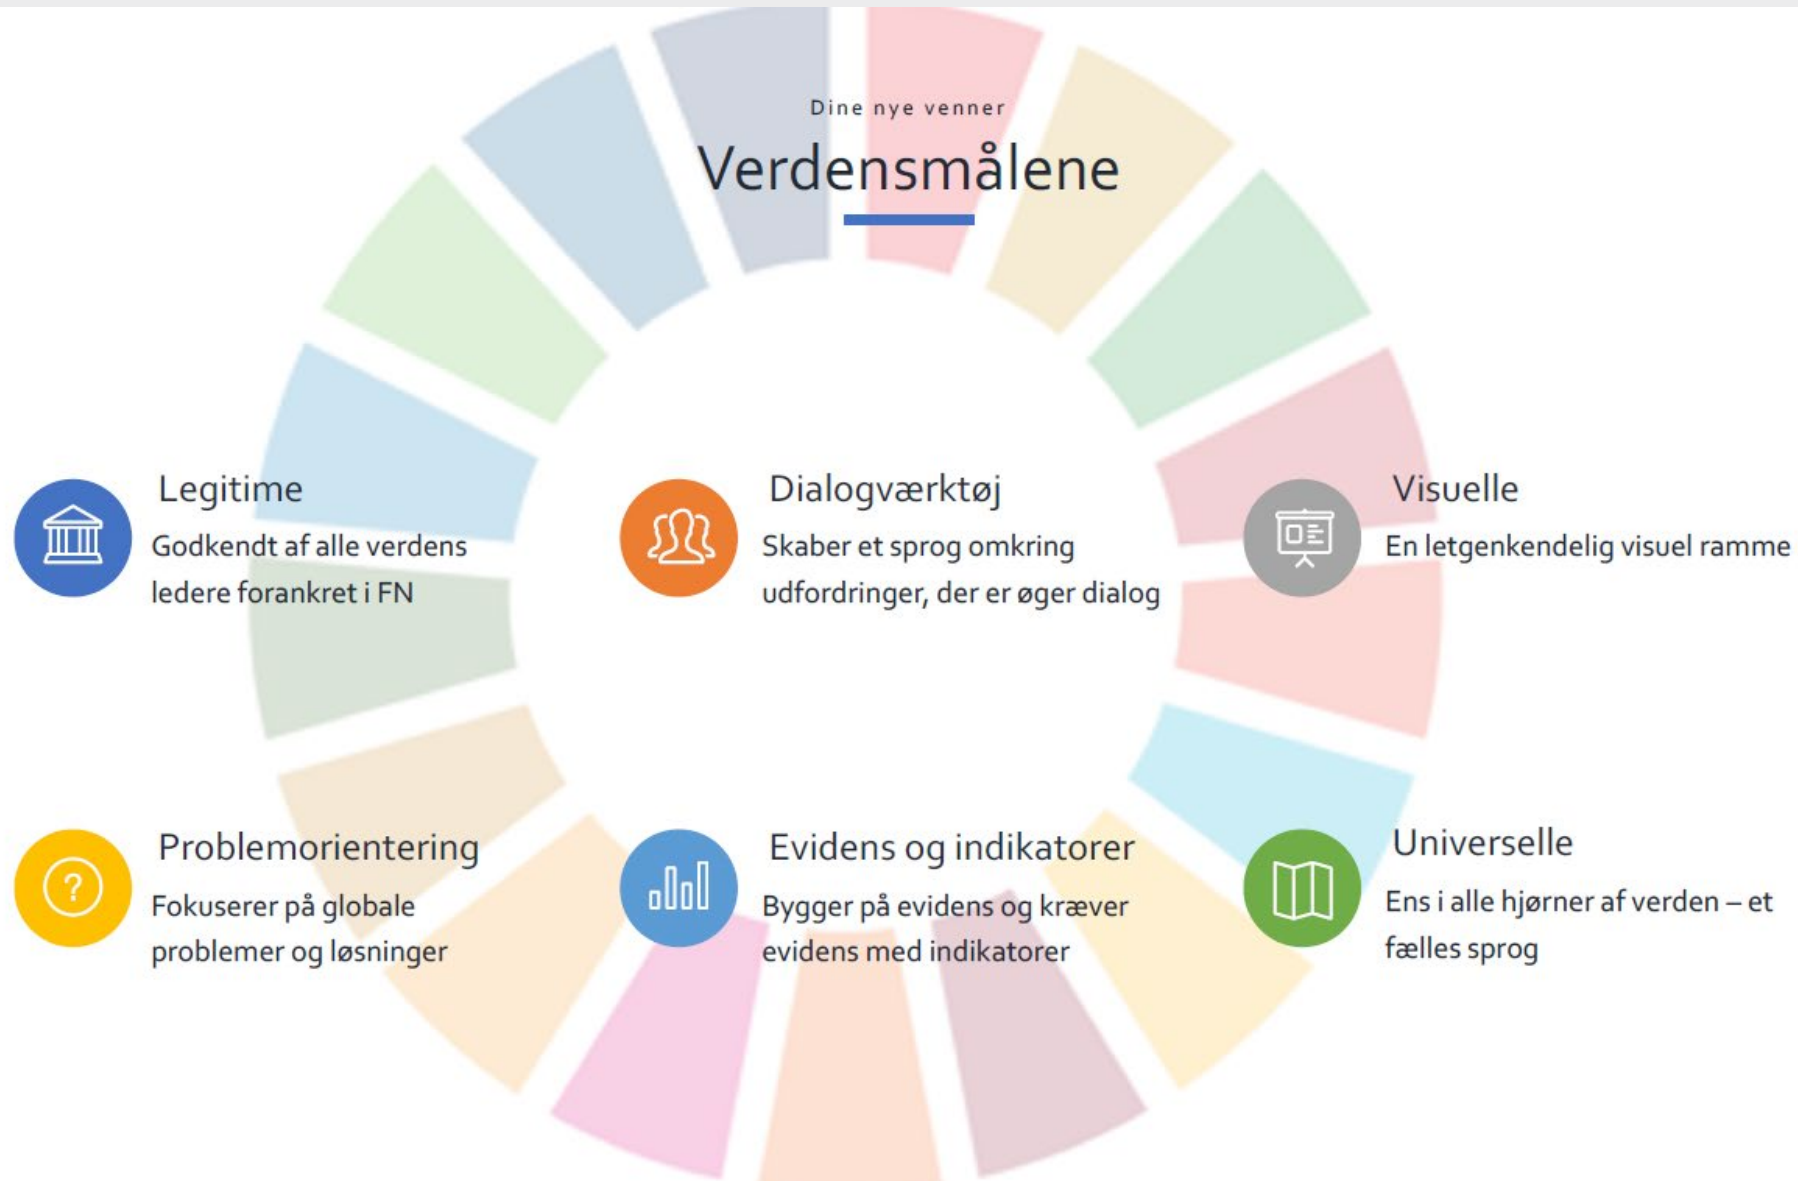 Dine nye venner
Verdensmålene
Legitime
Godkendt af alle verdens
ledere forankret i FN
Dialogværktøj
Skaber et sprog omkring
udfordringer, der er øger dialog
Visuelle
En letgenkendelig visuel ramme
Problemorientering
Fokuserer på globale
problemer og løsninger
Evidens og indikatorer
Bygger på evidens og kræver
evidens med indikatorer
Universelle
Ens i alle hjørner af verden – et
fælles sprog